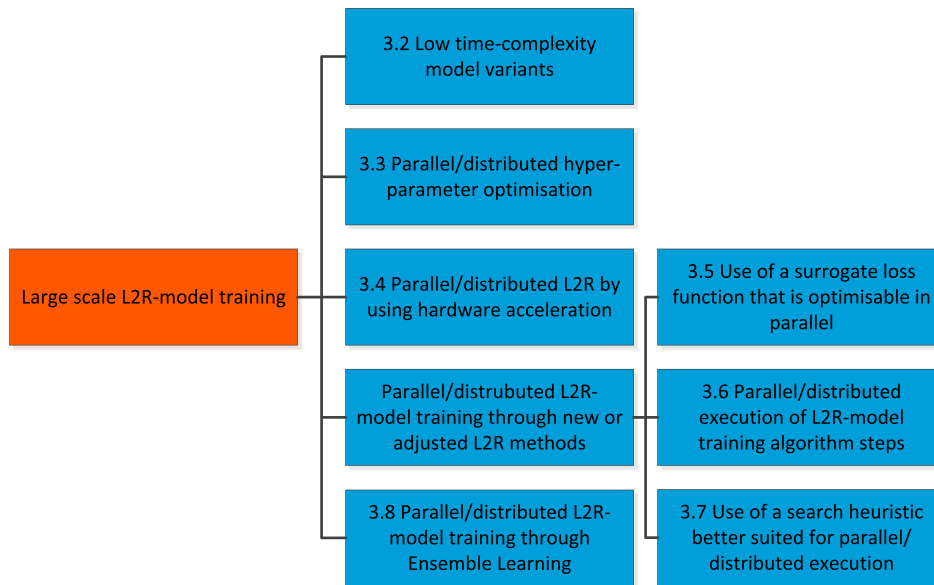 3.2 Low time-complexity
model variants
3.3 Parallel/distributed hyper-
parameter optimisation
Large scale L2R-model training
3.4 Parallel/distributed L2R by
using hardware acceleration
3.5 Use of a surrogate loss
function that is optimisable in
parallel
Parallel/distrubuted L2R-
model training through new or
adjusted L2R methods
3.6 Parallel/distributed
execution of L2R-model
training algorithm steps
3.8 Parallel/distributed L2R-
model training through
Ensemble Learning
3.7 Use of a search heuristic
better suited for parallel/
distributed execution